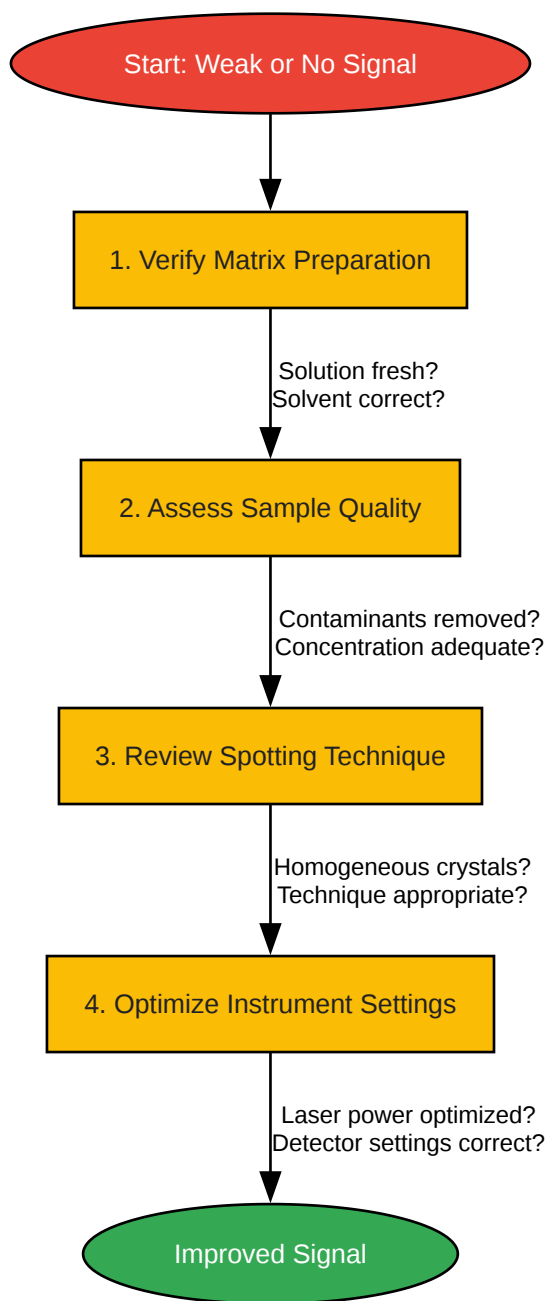 Start: Weak or No Signal
1. Verify Matrix Preparation
Solution fresh?
Solvent correct?
2. Assess Sample Quality
Contaminants removed?
Concentration adequate?
3. Review Spotting Technique
Homogeneous crystals?
Technique appropriate?
4. Optimize Instrument Settings
Laser power optimized?
Detector settings correct?
Improved Signal